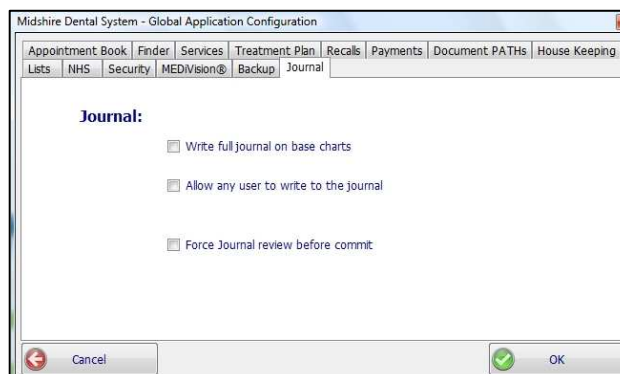 Midshire Dental System - Global Application Configuration
Appointment Book Finder Services Treatment Plan Recalls Payments Document PATHs House Keeping
Lists NHS Security MEDiVision® Backup Journal
Journal:
Write full journal on base charts
Allow any user to write to the journal
Force Journal review before commit
Cancel OK